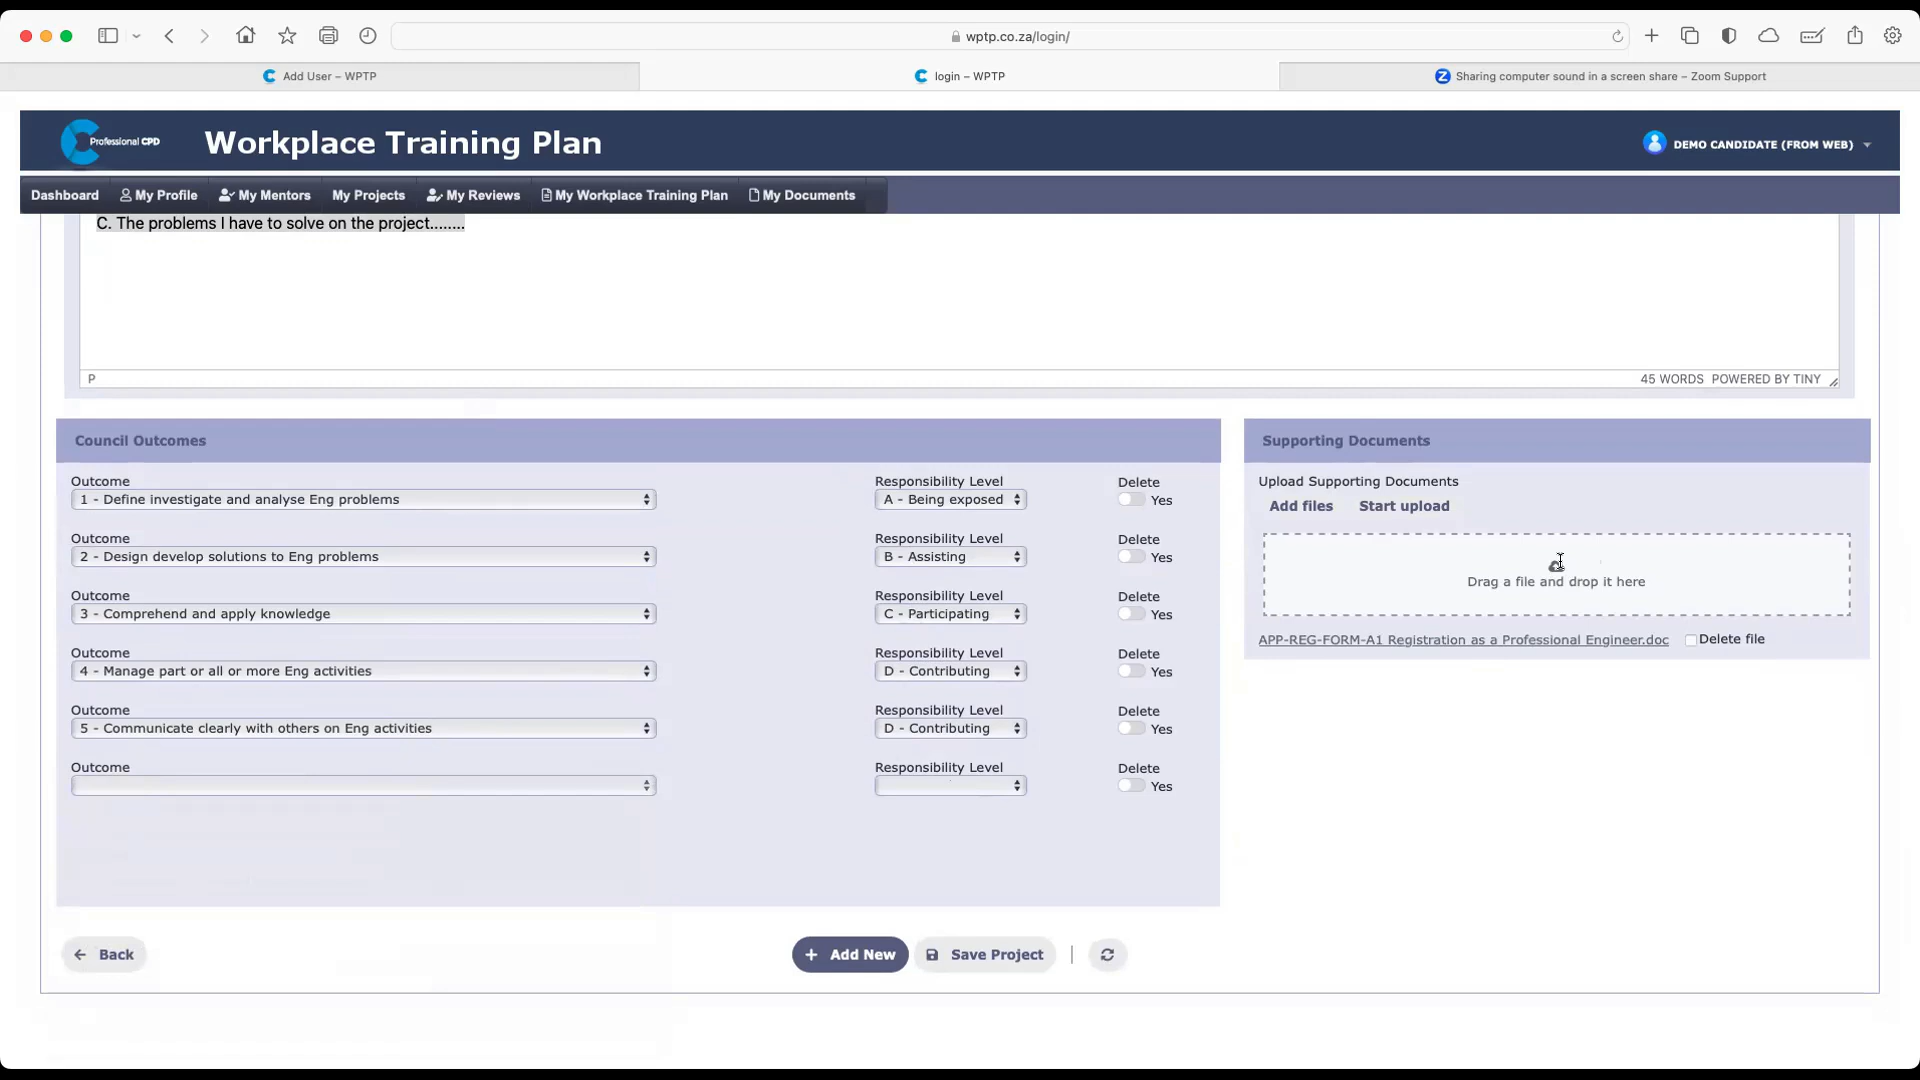 wptp.co.za/login/
Add User – WPTP
login – WPTP
Sharing computer sound in a screen share – Zoom Support
Professional CPD
Workplace Training Plan
DEMO CANDIDATE (FROM WEB)
Dashboard My Profile My Mentors My Projects My Reviews My Workplace Training Plan My Documents
C. The problems I have to solve on the project........
P 45 WORDS POWERED BY TINY
Council Outcomes
Outcome Responsibility Level Delete
1 - Define investigate and analyse Eng problems A - Being exposed Yes
Outcome Responsibility Level Delete
2 - Design develop solutions to Eng problems B - Assisting Yes
Outcome Responsibility Level Delete
3 - Comprehend and apply knowledge C - Participating Yes
Outcome Responsibility Level Delete
4 - Manage part or all or more Eng activities D - Contributing Yes
Outcome Responsibility Level Delete
5 - Communicate clearly with others on Eng activities D - Contributing Yes
Outcome Responsibility Level Delete
Yes
Supporting Documents
Upload Supporting Documents
Add files Start upload
Drag a file and drop it here
APP-REG-FORM-A1 Registration as a Professional Engineer.doc Delete file
Back
+ Add New Save Project